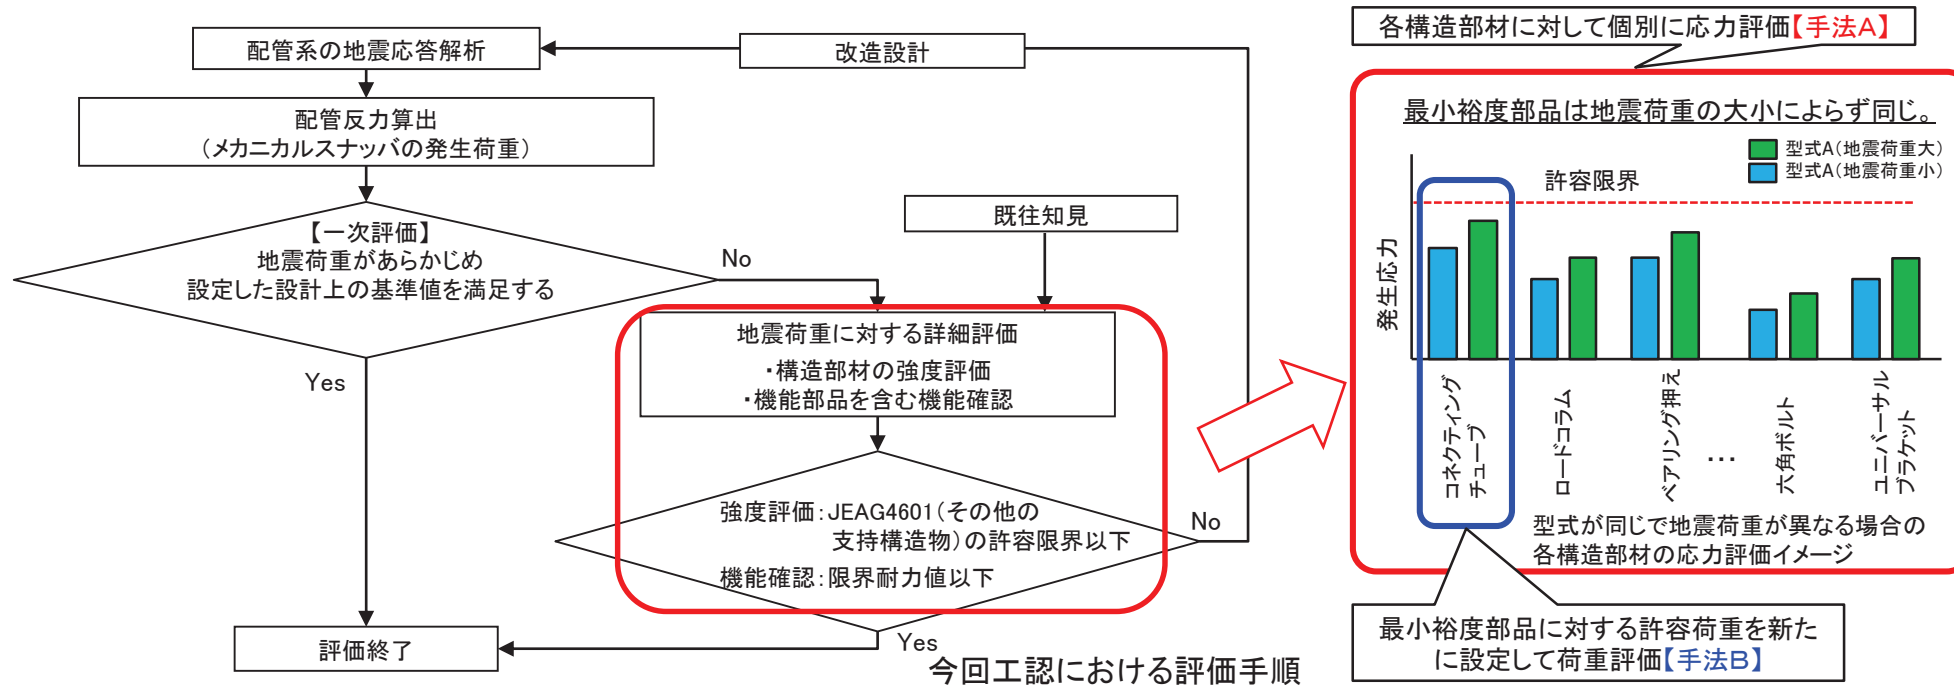 配管系の地震応答解析
改造設計
配管反力算出
(メカニカルスナッバの発生荷重)
【一次評価】
地震荷重があらかじめ
設定した設計上の基準値を満足する
No
Yes
既往知見
地震荷重に対する詳細評価
・構造部材の強度評価
・機能部品を含む機能確認
強度評価:JEAG4601(その他の
支持構造物)の許容限界以下
機能確認:限界耐力値以下
No
Yes
評価終了
今回工認における評価手順
各構造部材に対して個別に応力評価【手法A】
最小裕度部品は地震荷重の大小によらず同じ。
型式A(地震荷重大)
型式A(地震荷重小)
許容限界
発生応力
コネクティング
チューブ
ロードコラム
ベアリング押え
…
六角ボルト
ユニバーサル
ブラケット
型式が同じで地震荷重が異なる場合の
各構造部材の応力評価イメージ
最小裕度部品に対する許容荷重を新た
に設定して荷重評価【手法B】